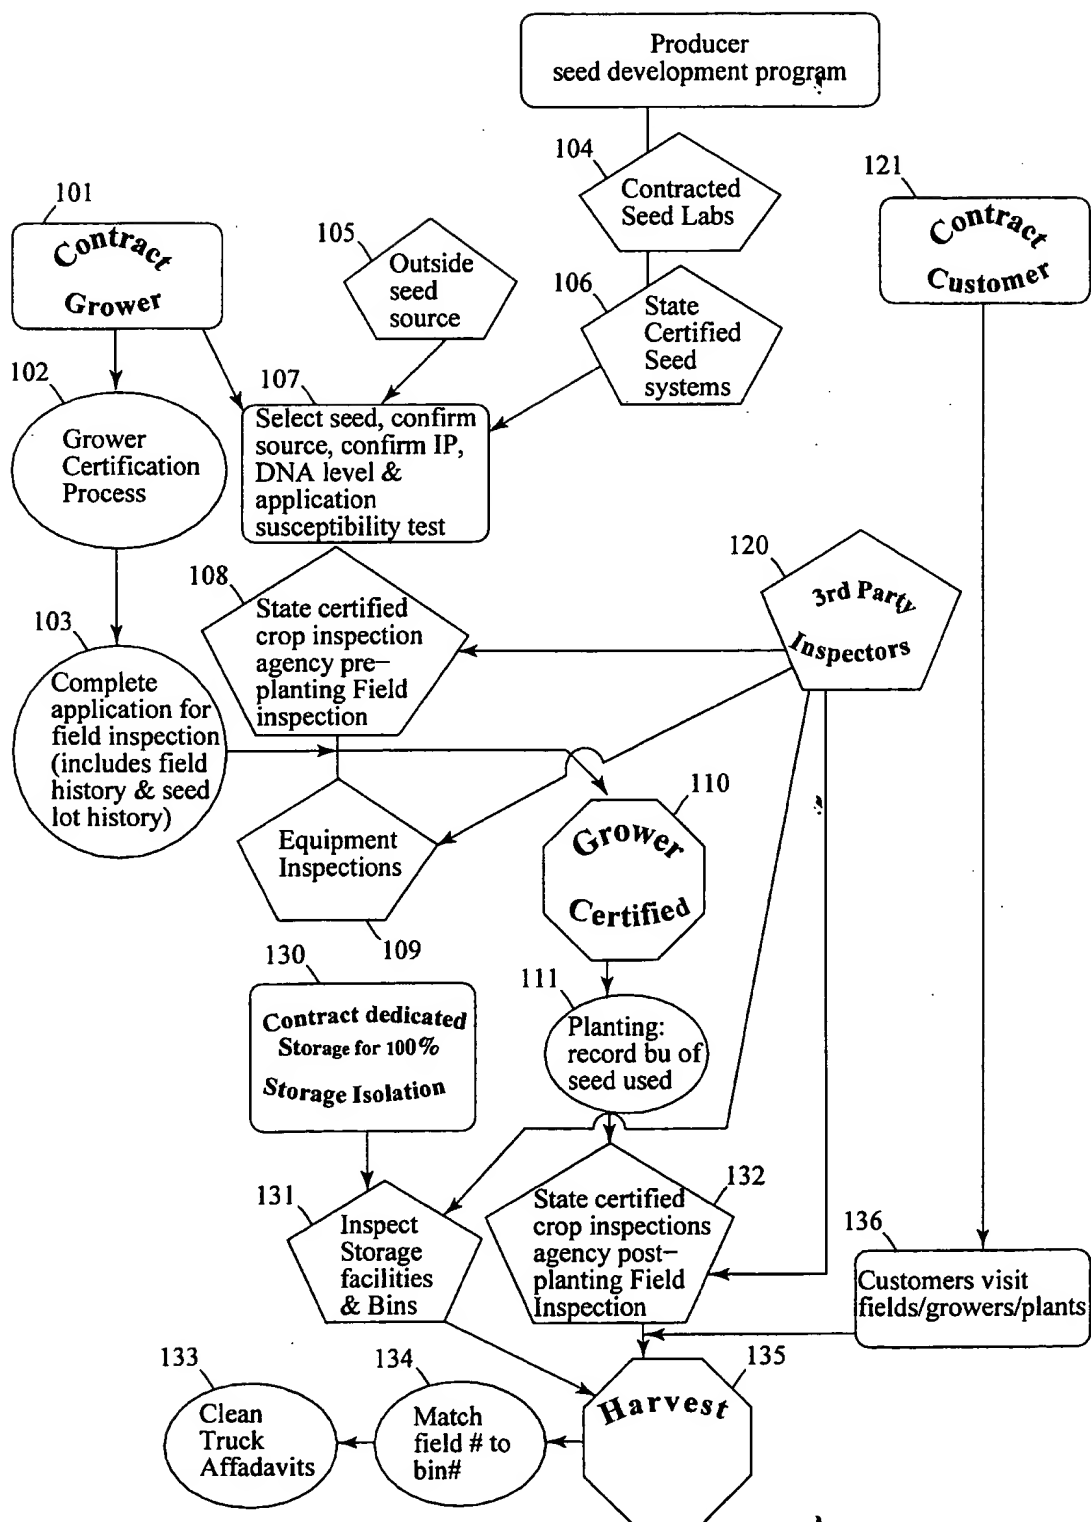 Producer
seed development program
104
Contracted
Seed Labs
121
Contract
Customer
101
Contract
Grower
105
Outside
seed
source
106
State
Certified
Seed
systems
102
Grower
Certification
Process
107
Select seed, confirm
source, confirm IP,
DNA level &
application
susceptibility test
108
State certified
crop inspection
agency pre-
planting Field
inspection
120
3rd Party
Inspectors
103
Complete
application for
field inspection
(includes field
history & seed
lot history)
Equipment
Inspections
109
110
Grower
Certified
130
Contract dedicated
Storage for 100%
Storage Isolation
111
Planting:
record bu of
seed used
131
Inspect
Storage
facilities
& Bins
132
State certified
crop inspections
agency post-
planting Field
Inspection
136
Customers visit
fields/growers/plants
133
Clean
Truck
Affadavits
134
Match
field # to
bin#
135
Harvest